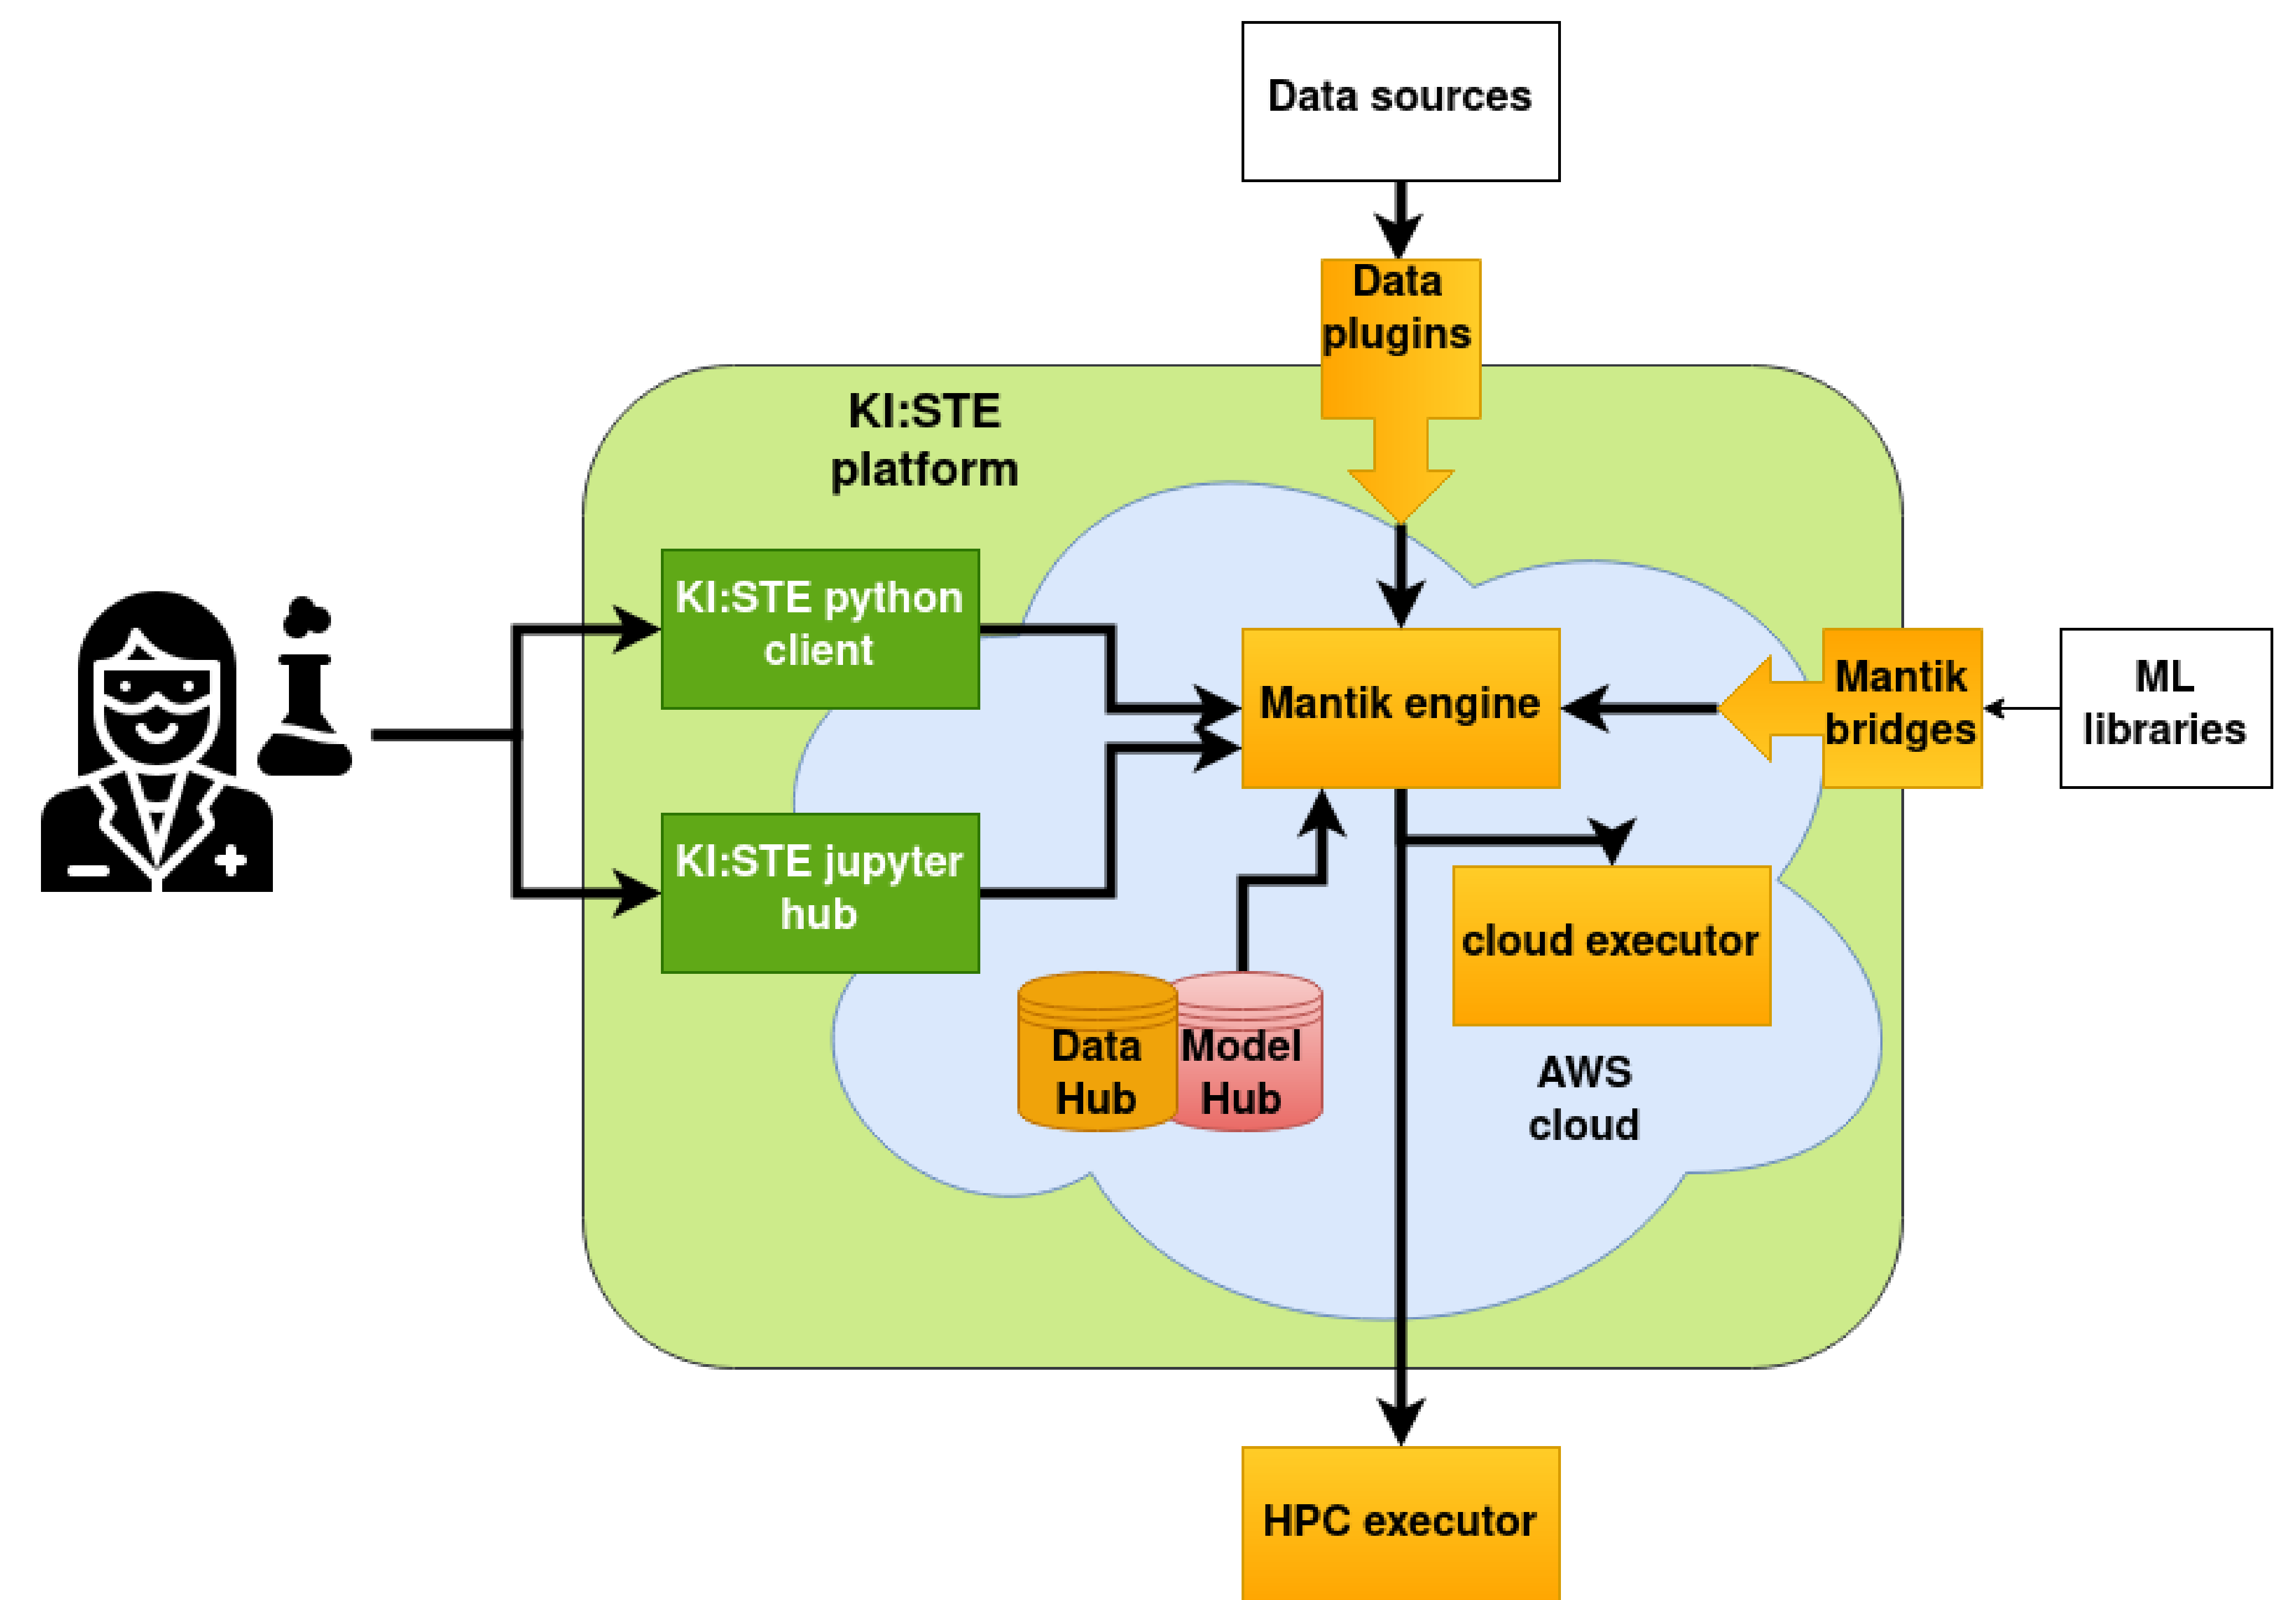 Data sources
Data
plugins
KI:STE
platform
KI:STE python
client
Mantik engine
Mantik
bridges
ML
libraries
KI:STE jupyter
hub
cloud executor
Data
Hub
Model
Hub
AWS
cloud
HPC executor